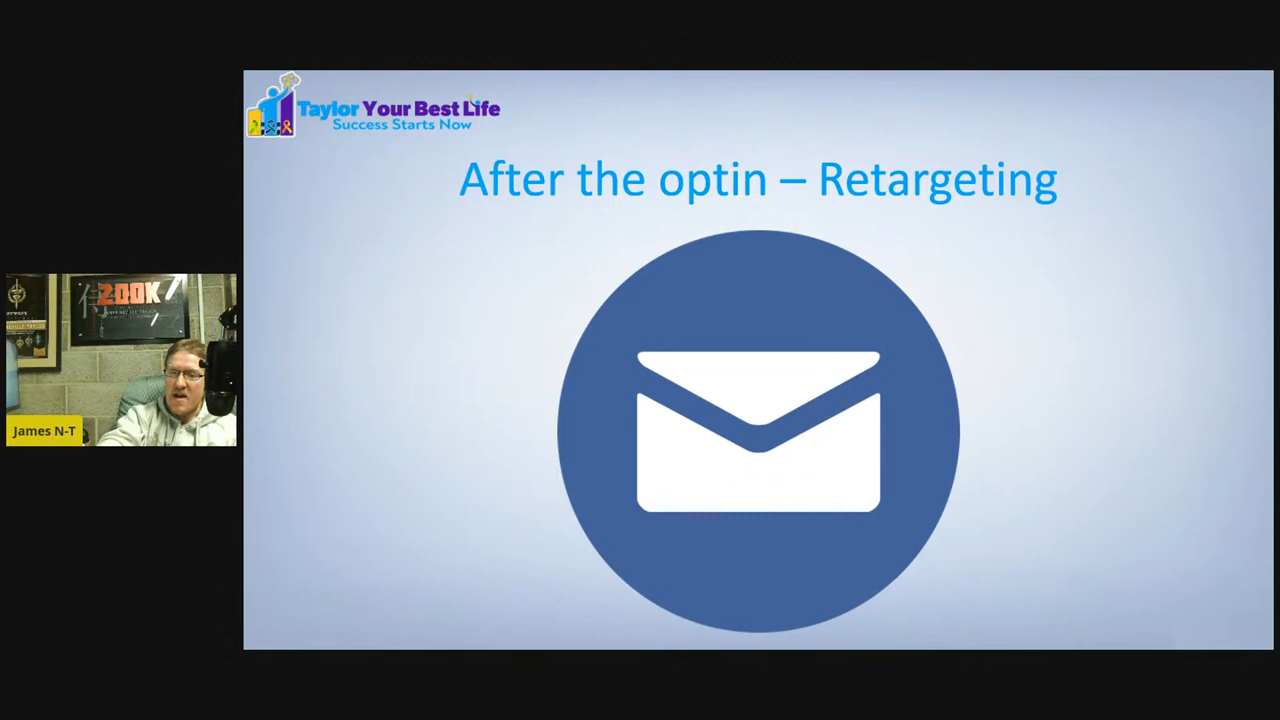 Taylor Your Best Life
Success Starts Now
After the optin – Retargeting
200K
James N-T